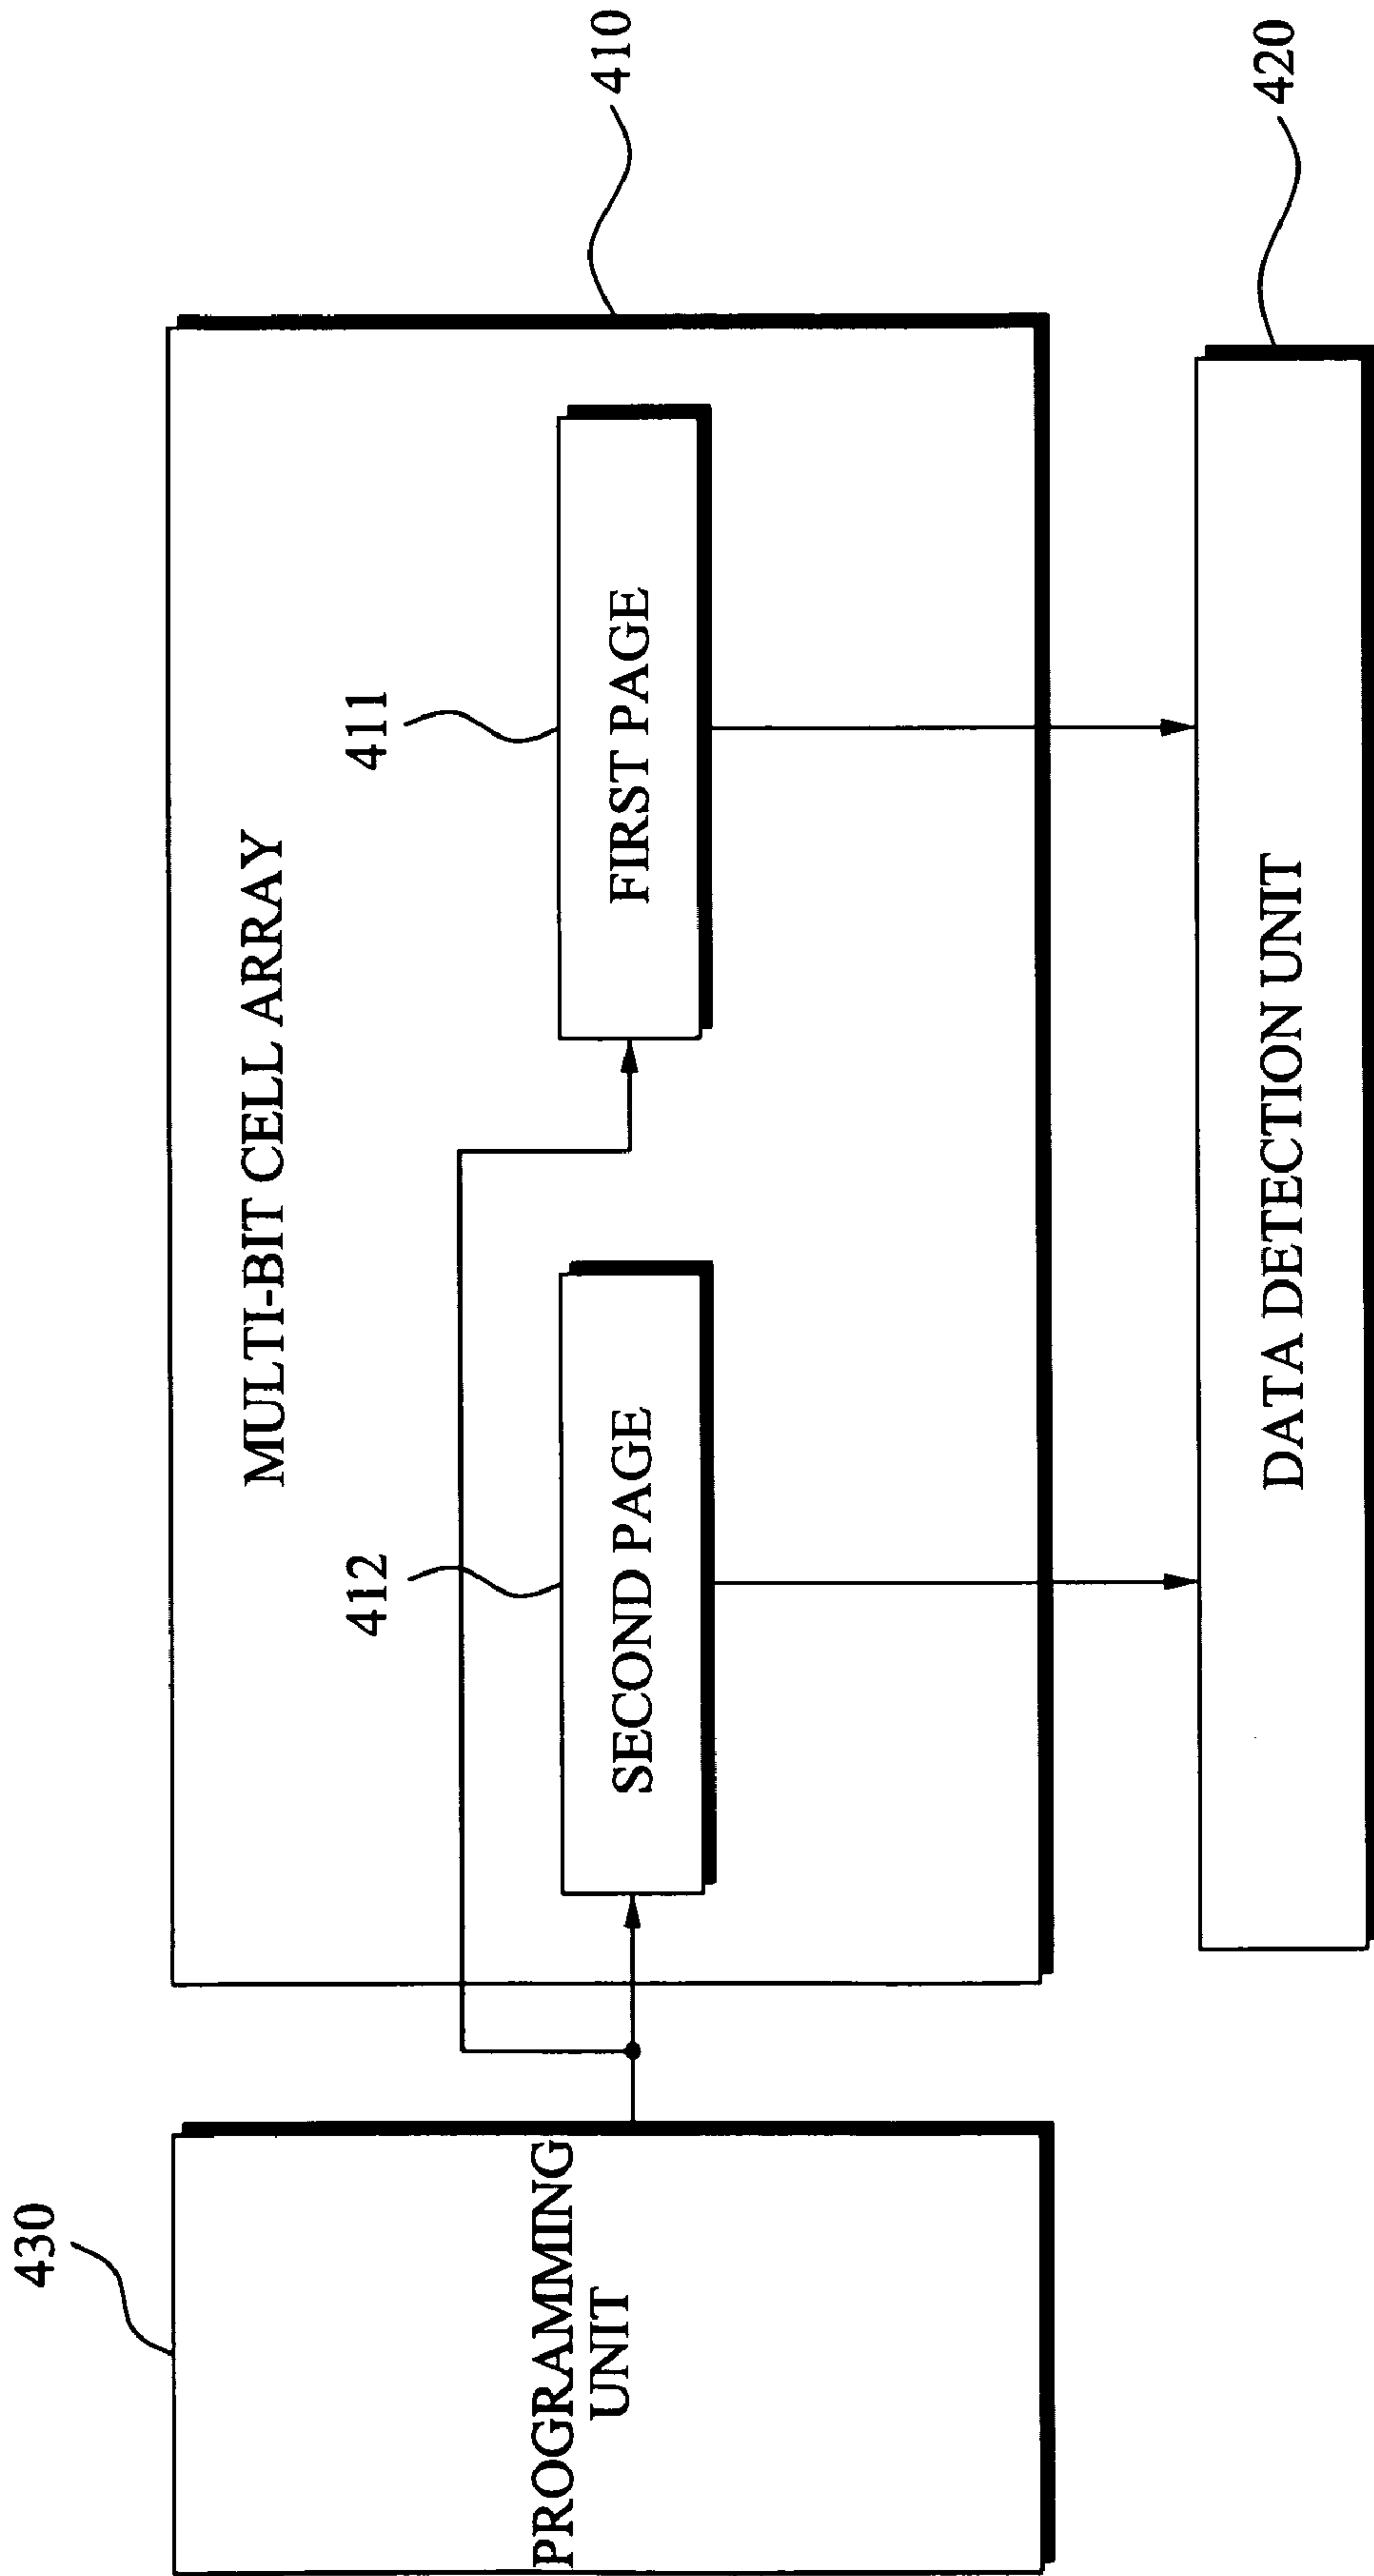 430
PROGRAMMING
UNIT
MULTI-BIT CELL ARRAY
410
412
SECOND PAGE
411
FIRST PAGE
DATA DETECTION UNIT
420